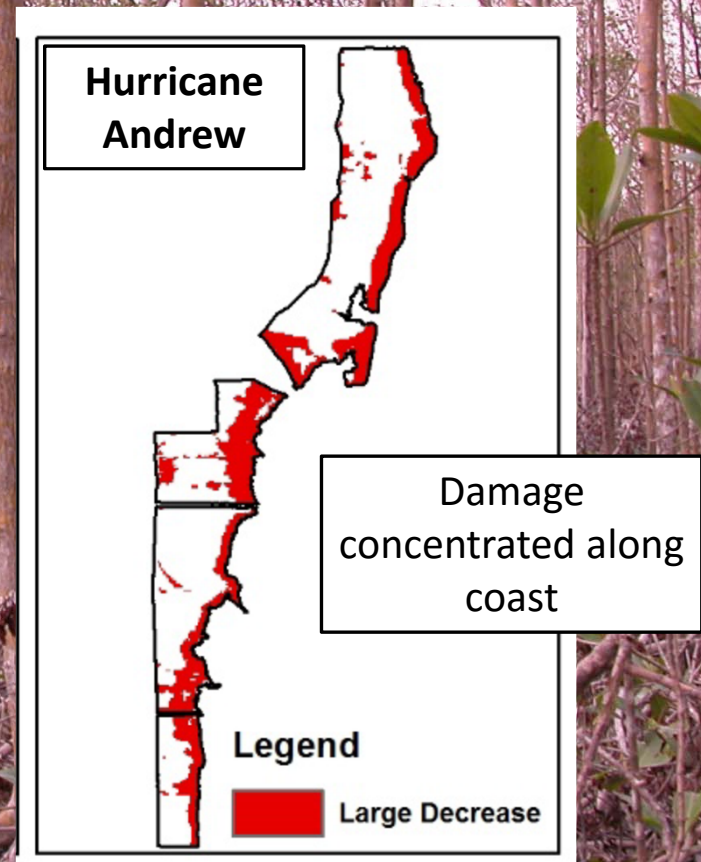 Hurricane
Andrew
Damage
concentrated along
coast
Legend
Large Decrease